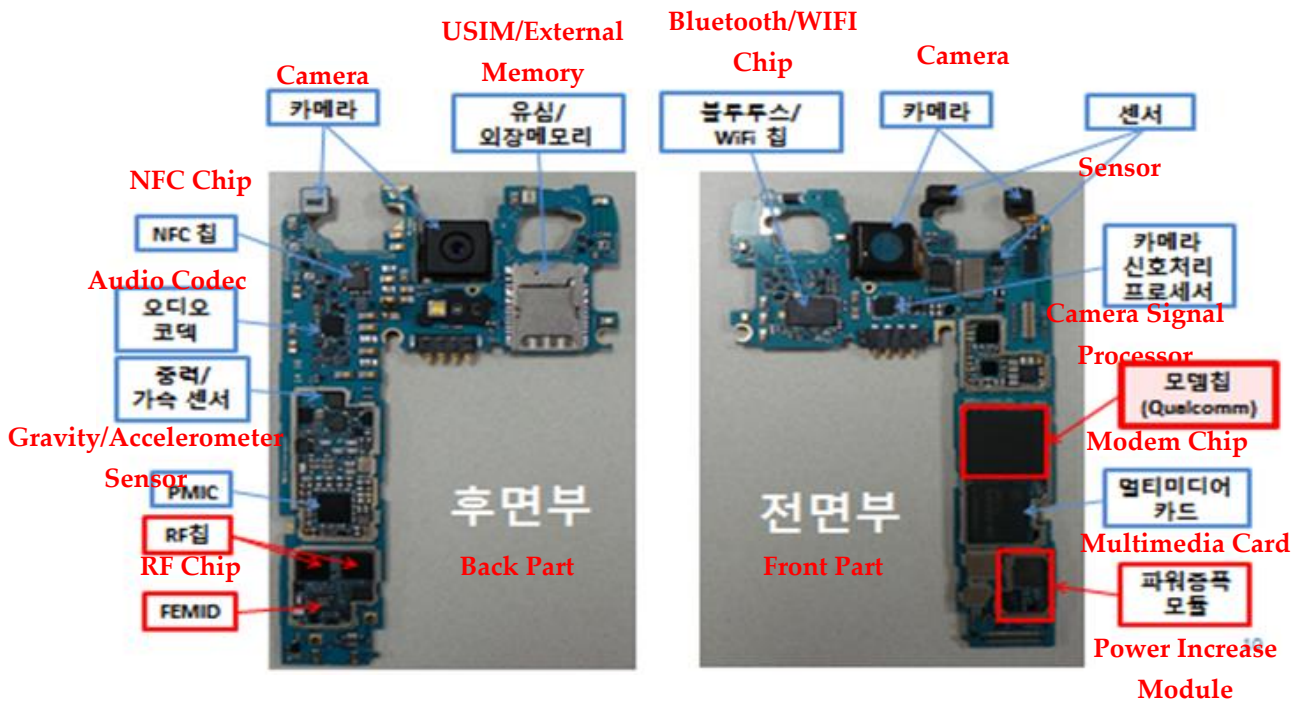 USIM/External
Memory
Bluetooth/WIFI
Chip
Camera
Camera
카메라
유심/
외장메모리
블루투스/
WiFi 칩
카메라
센서
Sensor
NFC Chip
NFC 칩
카메라
신호처리
프로세서
Audio Codec
오디오
코덱
Camera Signal
Processor
중력/
가속 센서
모뎀칩
(Qualcomm)
Gravity/Accelerometer
Sensor
Modem Chip
PMIC
후면부
전면부
멀티미디어
카드
RF칩
RF Chip
Back Part
Front Part
Multimedia Card
FEMID
파워증폭
모듈
Power Increase
Module